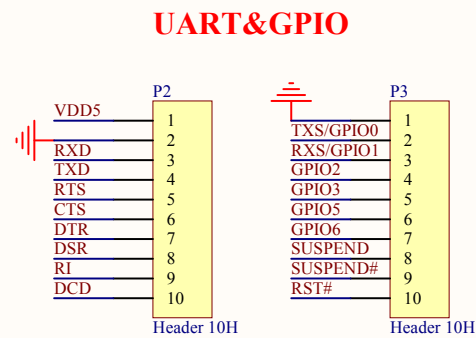 UART&GPIO
P2
VDD5 1
2
RXD 3
TXD 4
RTS 5
CTS 6
DTR 7
DSR 8
RI 9
DCD 10
Header 10H
P3
1
TXS/GPIO0 2
RXS/GPIO1 3
GPIO2 4
GPIO3 5
GPIO5 6
GPIO6 7
SUSPEND 8
SUSPEND# 9
RST# 10
Header 10H